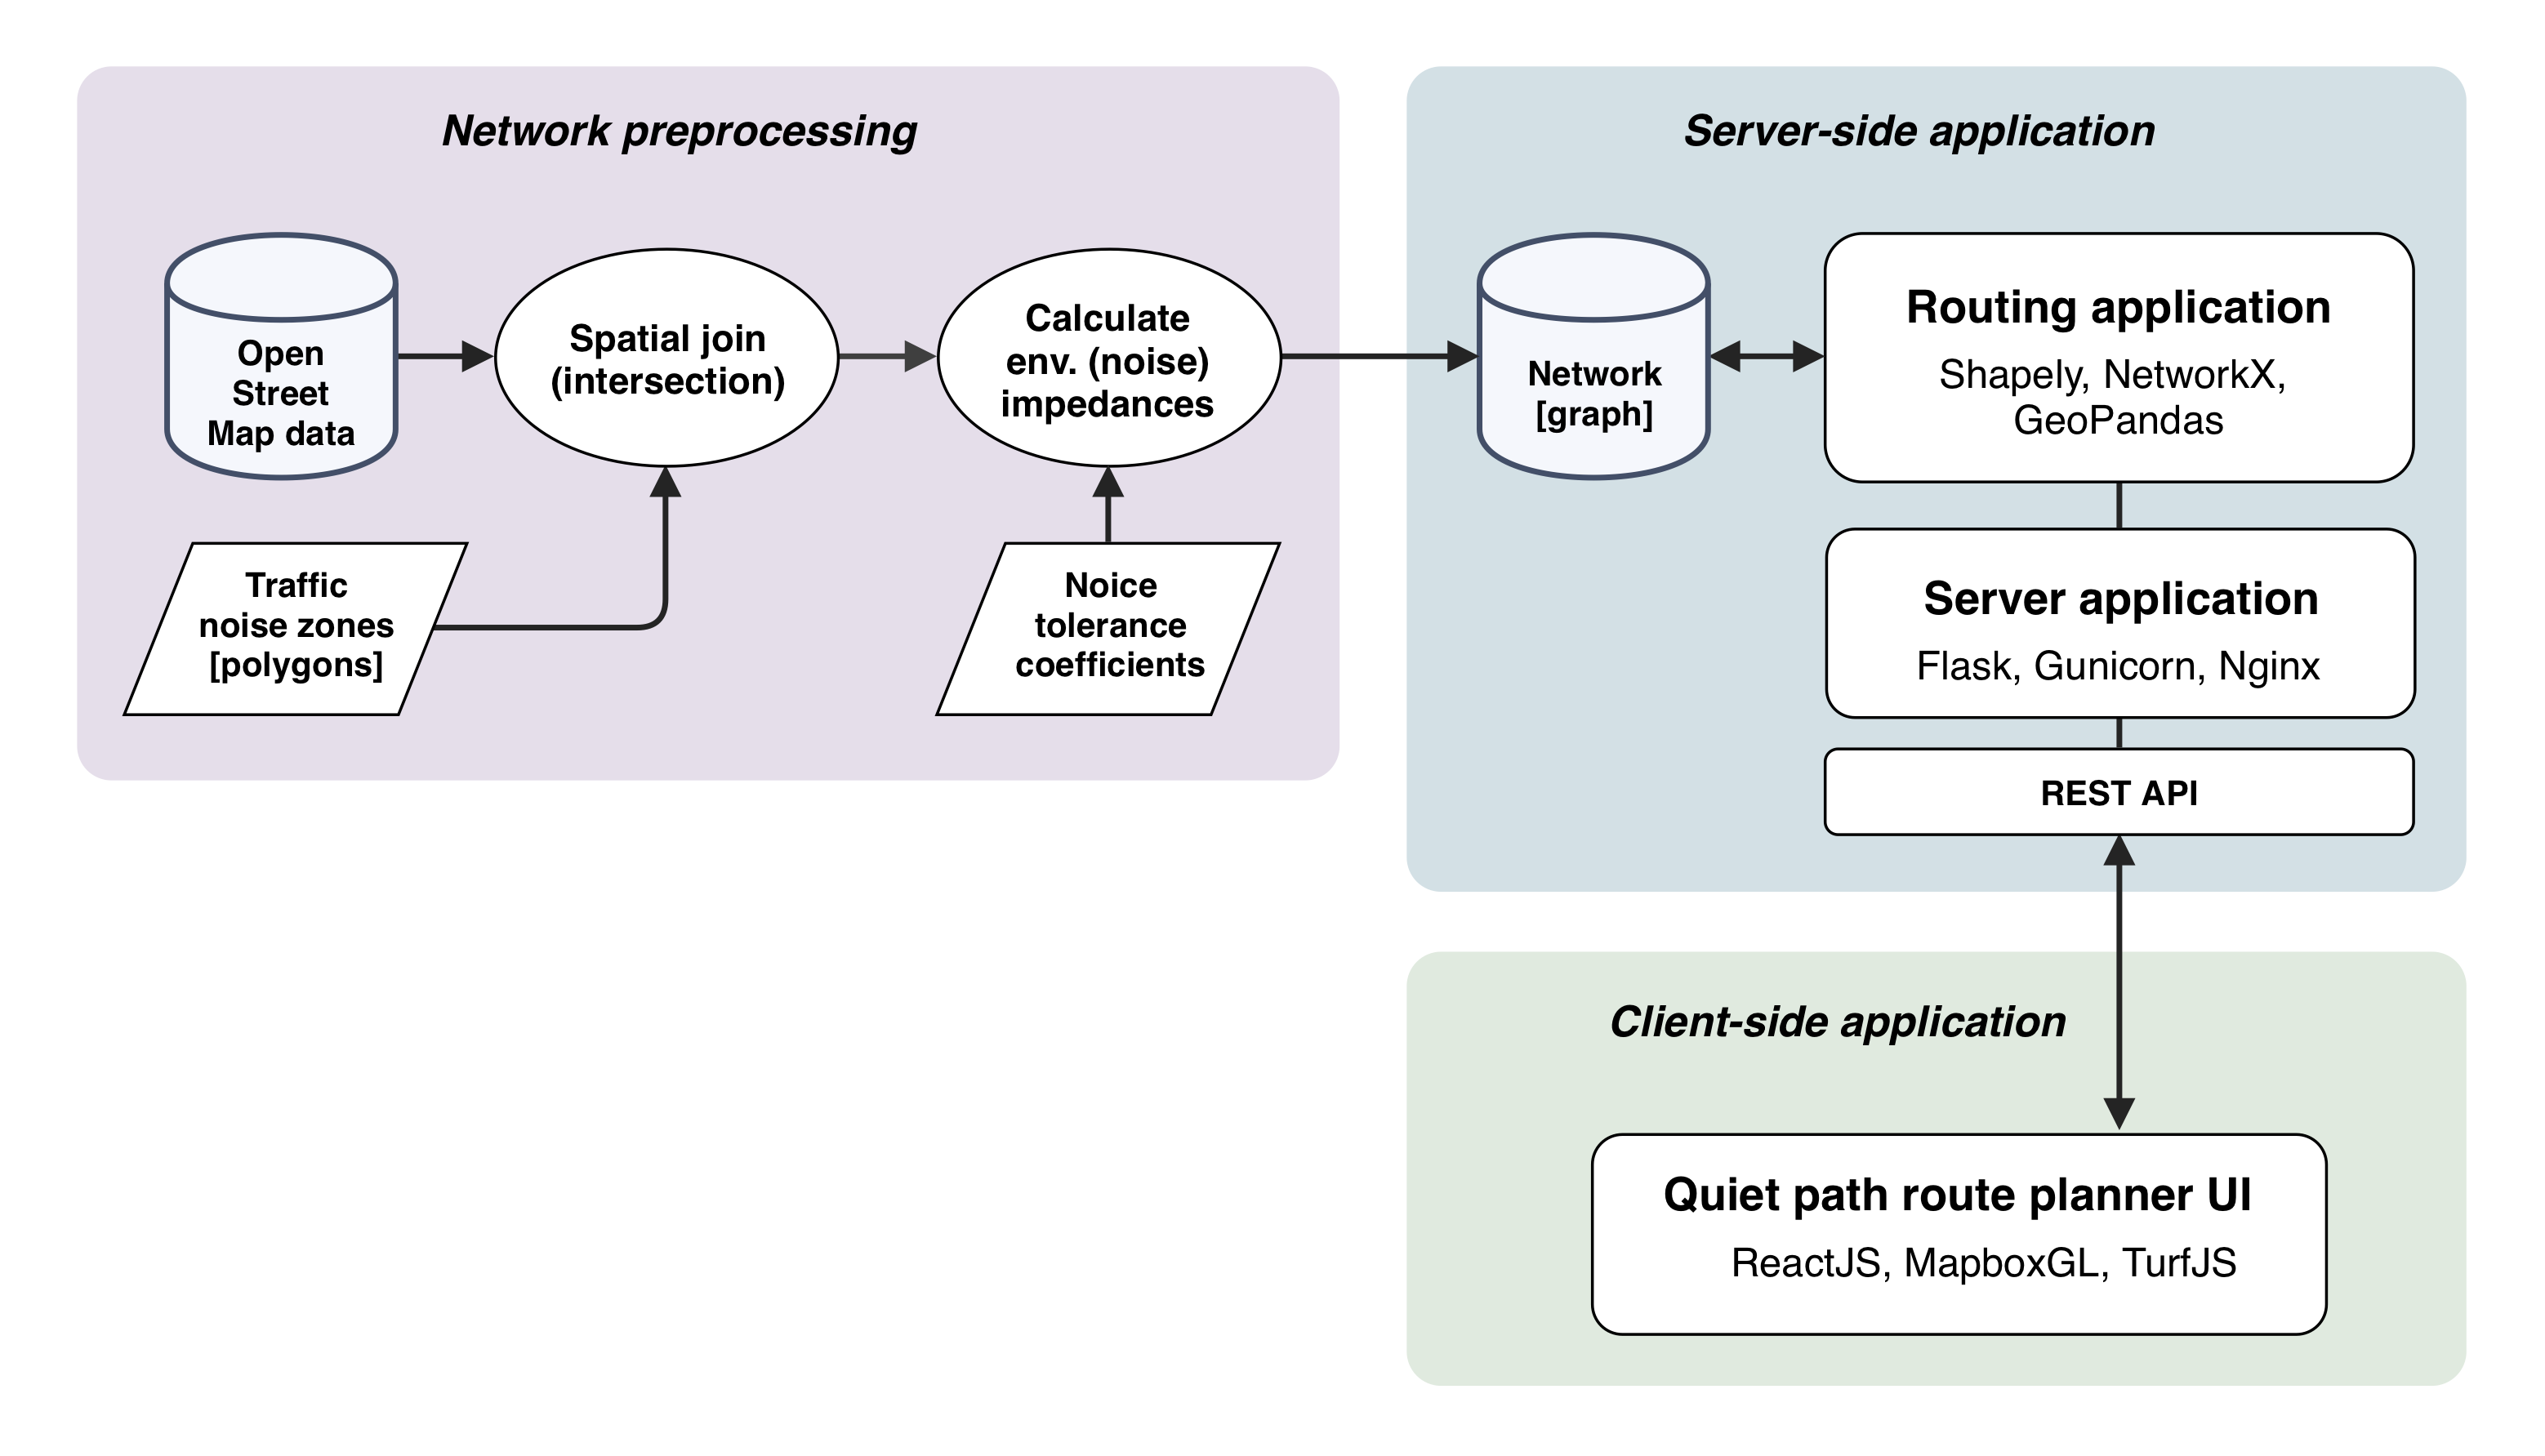 Network preprocessing
Open
Street
Map data
Spatial join
(intersection)
Calculate
env. (noise)
impedances
Traffic
noise zones
[polygons]
Noice
tolerance
coefficients
Server-side application
Network
[graph]
Routing application
Shapely, NetworkX,
GeoPandas
Server application
Flask, Gunicorn, Nginx
REST API
Client-side application
Quiet path route planner UI
ReactJS, MapboxGL, TurfJS